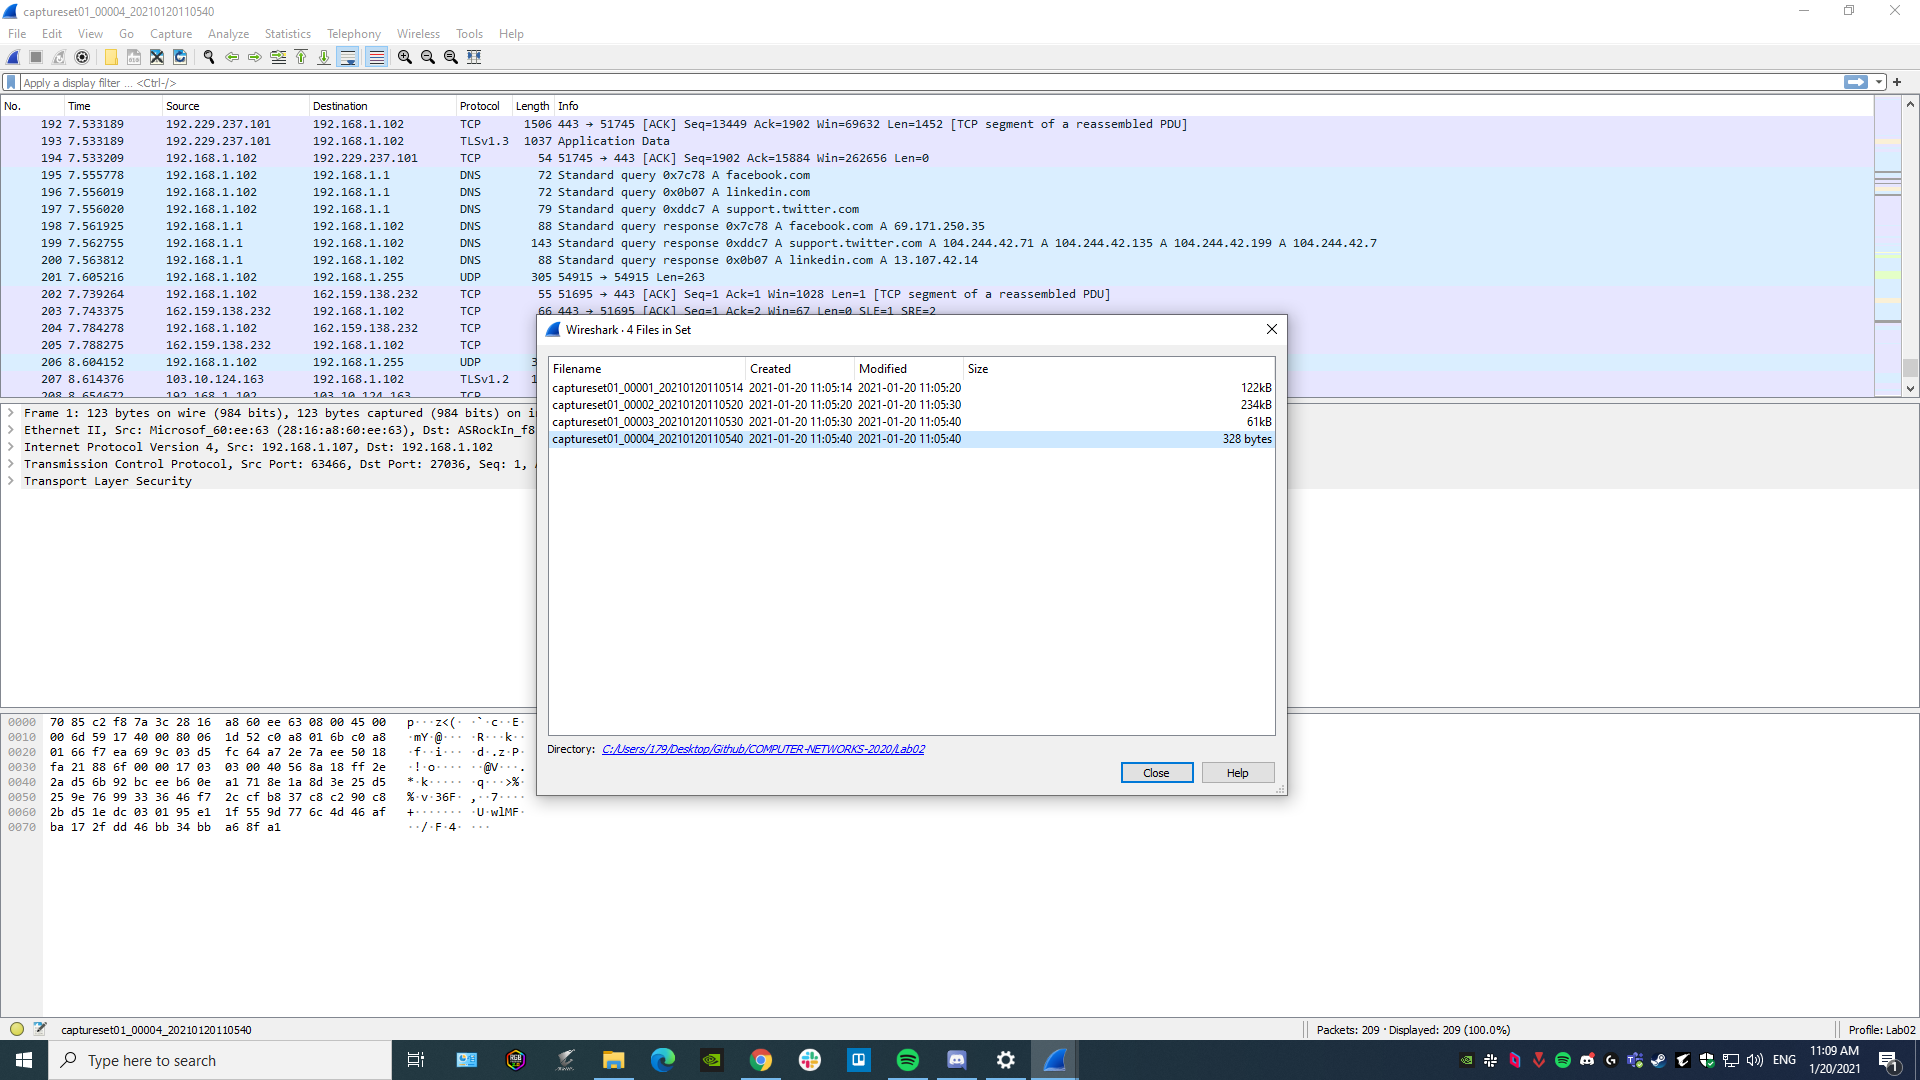 captureset01_00004_20210120110540
File Edit View Go Capture Analyze Statistics Telephony Wireless Tools Help
Apply a display filter ... <Ctrl-/>
No. Time Source Destination Protocol Length Info
192 7.533189 192.229.237.101 192.168.1.102 TCP 1506 443 → 51745 [ACK] Seq=13449 Ack=1902 Win=69632 Len=1452 [TCP segment of a reassembled PDU]
193 7.533189 192.229.237.101 192.168.1.102 TLSv1.3 1037 Application Data
194 7.533209 192.168.1.102 192.229.237.101 TCP 54 51745 → 443 [ACK] Seq=1902 Ack=15884 Win=262656 Len=0
195 7.555778 192.168.1.102 192.168.1.1 DNS 72 Standard query 0x7c78 A facebook.com
196 7.556019 192.168.1.102 192.168.1.1 DNS 72 Standard query 0x0b07 A linkedin.com
197 7.556020 192.168.1.102 192.168.1.1 DNS 79 Standard query 0xddc7 A support.twitter.com
198 7.561925 192.168.1.1 192.168.1.102 DNS 88 Standard query response 0x7c78 A facebook.com A 69.171.250.35
199 7.562755 192.168.1.1 192.168.1.102 DNS 143 Standard query response 0xddc7 A support.twitter.com A 104.244.42.71 A 104.244.42.135 A 104.244.42.199 A 104.244.42.7
200 7.563812 192.168.1.1 192.168.1.102 DNS 88 Standard query response 0x0b07 A linkedin.com A 13.107.42.14
201 7.605216 192.168.1.102 192.168.1.255 UDP 305 54915 → 54915 Len=263
202 7.739264 192.168.1.102 162.159.138.232 TCP 55 51695 → 443 [ACK] Seq=1 Ack=1 Win=1028 Len=1 [TCP segment of a reassembled PDU]
203 7.743375 162.159.138.232 192.168.1.102 TCP 66 443 → 51695 [ACK] Seq=1 Ack=2 Win=67 Len=0 SLE=1 SRE=2
204 7.784278 192.168.1.102 162.159.138.232 TCP
205 7.788275 162.159.138.232 192.168.1.102 TCP
206 8.604152 192.168.1.102 192.168.1.255 UDP 3
207 8.614376 103.10.124.163 192.168.1.102 TLSv1.2 1
208 8.654672 192.168.1.102 103.10.124.163 TCP
Wireshark · 4 Files in Set
Filename Created Modified Size
captureset01_00001_20210120110514 2021-01-20 11:05:14 2021-01-20 11:05:20 122kB
captureset01_00002_20210120110520 2021-01-20 11:05:20 2021-01-20 11:05:30 234kB
captureset01_00003_20210120110530 2021-01-20 11:05:30 2021-01-20 11:05:40 61kB
captureset01_00004_20210120110540 2021-01-20 11:05:40 2021-01-20 11:05:40 328 bytes
Directory: C:/Users/179/Desktop/Github/COMPUTER-NETWORKS-2020/Lab02
Close Help
Frame 1: 123 bytes on wire (984 bits), 123 bytes captured (984 bits) on i
Ethernet II, Src: Microsof_60:ee:63 (28:16:a8:60:ee:63), Dst: ASRockIn_f8
Internet Protocol Version 4, Src: 192.168.1.107, Dst: 192.168.1.102
Transmission Control Protocol, Src Port: 63466, Dst Port: 27036, Seq: 1,
Transport Layer Security
0000 70 85 c2 f8 7a 3c 28 16 a8 60 ee 63 08 00 45 00 p···z<(· ·`·c··E·
0010 00 6d 59 17 40 00 80 06 1d 52 c0 a8 01 6b c0 a8 ·mY·@··· ·R···k··
0020 01 66 f7 ea 69 9c 03 d5 fc 64 a7 2e 7a ee 50 18 ·f··i··· ·d·.z·P·
0030 fa 21 88 6f 00 00 17 03 03 00 40 56 8a 18 ff 2e ·!·o···· ··@V···.
0040 2a d5 6b 92 bc ee b6 0e a1 71 8e 1a 8d 3e 25 d5 *·k····· ·q···>%·
0050 25 9e 76 99 33 36 46 f7 2c cf b8 37 c8 c2 90 c8 %·v·36F· ,··7····
0060 2b d5 1e dc 03 01 95 e1 1f 55 9d 77 6c 4d 46 af +······· ·U·wlMF·
0070 ba 17 2f dd 46 bb 34 bb a6 8f a1 ··/·F·4· ···
captureset01_00004_20210120110540 Packets: 209 · Displayed: 209 (100.0%) Profile: Lab02
Type here to search
ENG
11:09 AM
1/20/2021
1